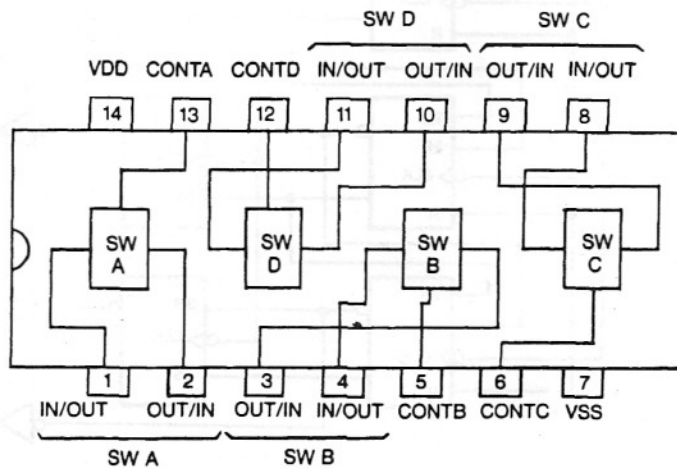 SW D SW C
VDD CONTA CONTD IN/OUT OUT/IN OUT/IN IN/OUT
14 13 12 11 10 9 8
SW SW SW SW
A D B C
1 2 3 4 5 6 7
IN/OUT OUT/IN OUT/IN IN/OUT CONTB CONTC VSS
SW A SW B